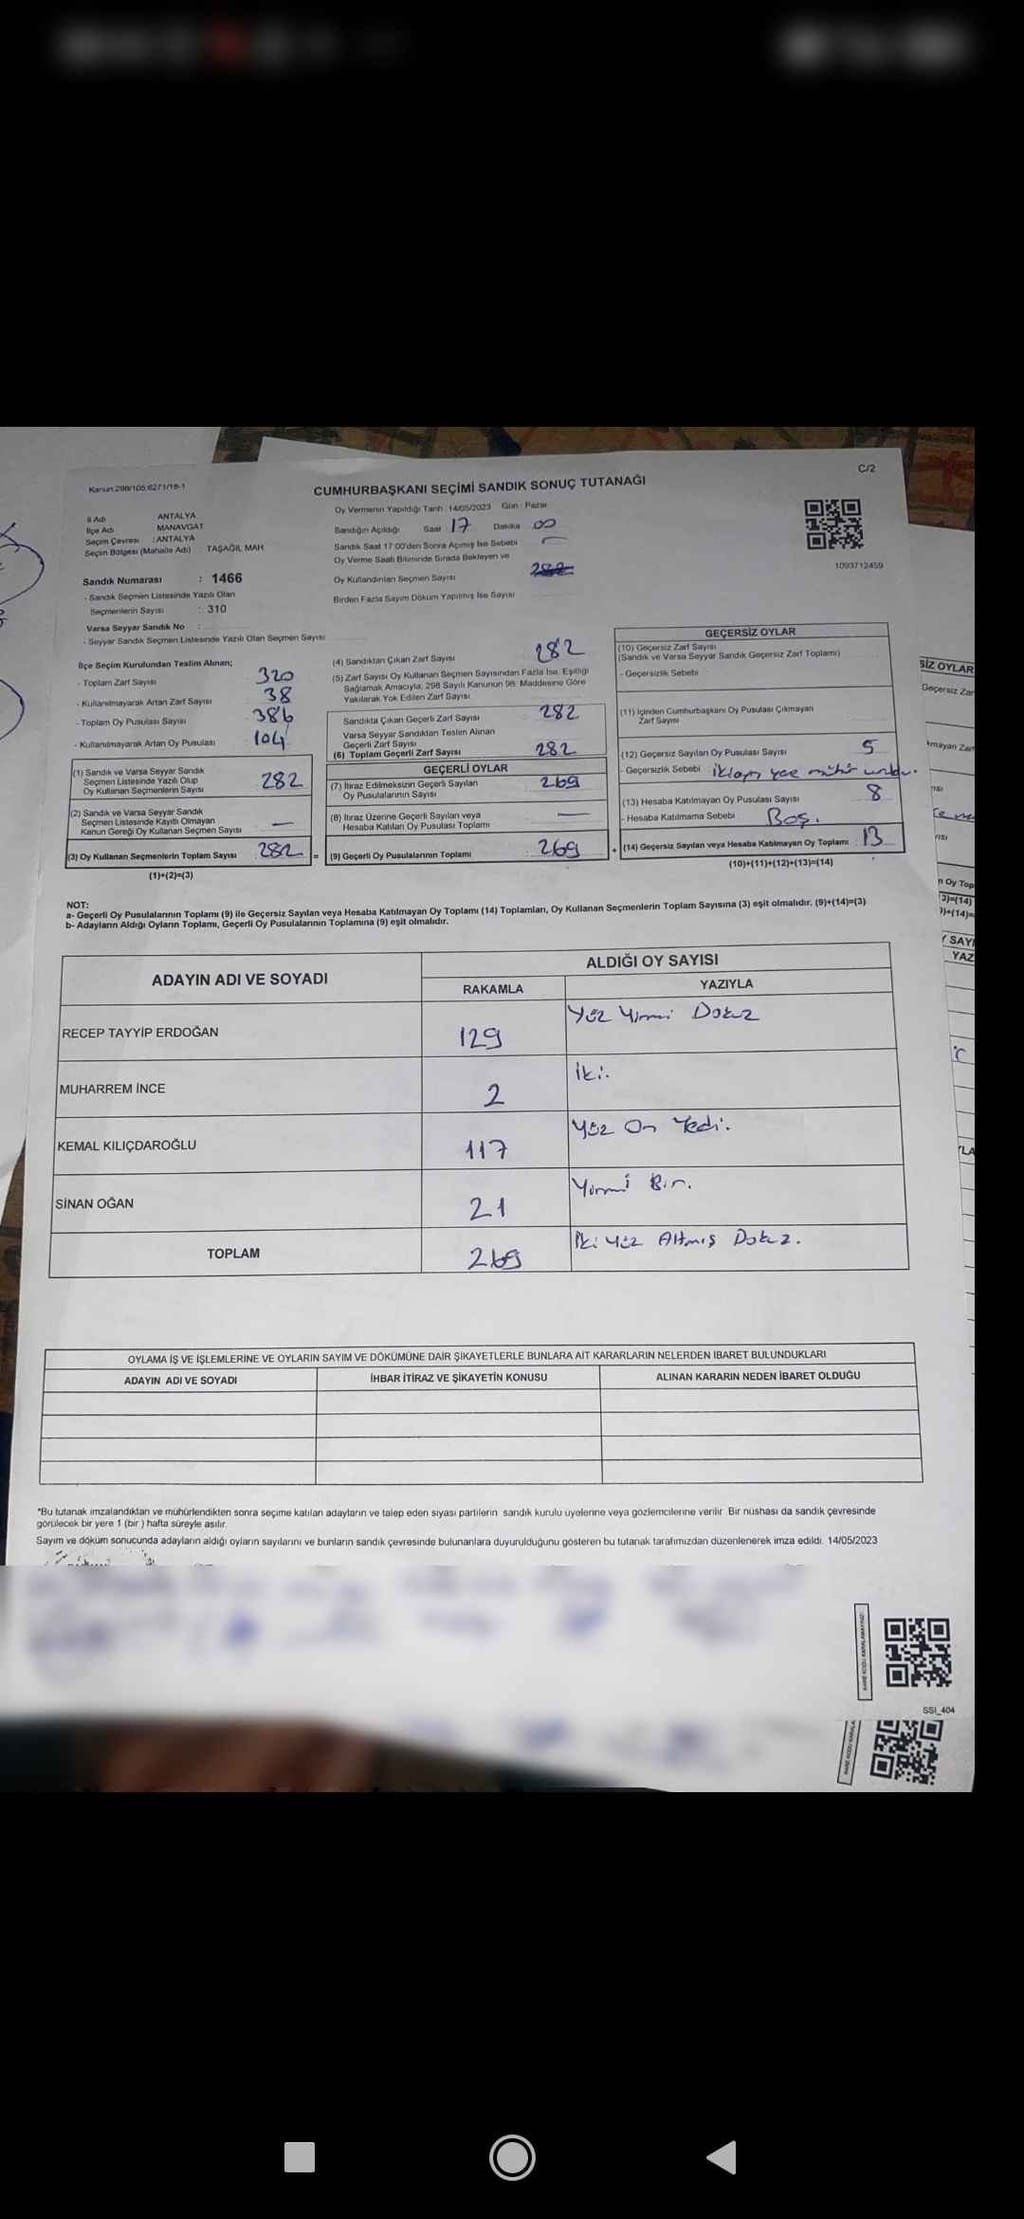 C/2
Kanun:298/105,6271/18-1
CUMHURBAŞKANI SEÇİMİ SANDIK SONUÇ TUTANAĞI
İl Adı ANTALYA
İlçe Adı MANAVGAT
Seçim Çevresi : ANTALYA
Seçim Bölgesi (Mahalle Adı) TAŞAĞIL MAH
Sandık Numarası : 1466
- Sandık Seçmen Listesinde Yazılı Olan
Seçmenlerin Sayısı : 310
Varsa Seyyar Sandık No :
- Seyyar Sandık Seçmen Listesinde Yazılı Olan Seçmen Sayısı
Oy Vermenin Yapıldığı Tarih 14/05/2023 Gün : Pazar
Sandığın Açıldığı Saat 17 Dakika 00
Sandık Saat 17:00'den Sonra Açılmış İse Sebebi
Oy Verme Saati Bitiminde Sırada Bekleyen ve
Oy Kullandırılan Seçmen Sayısı
Birden Fazla Sayım Döküm Yapılmış İse Sayısı
1093712459
İlçe Seçim Kurulundan Teslim Alınan;
- Toplam Zarf Sayısı 320
- Kullanılmayarak Artan Zarf Sayısı 38
- Toplam Oy Pusulası Sayısı 386
- Kullanılmayarak Artan Oy Pusulası 104
(1) Sandık ve Varsa Seyyar Sandık
Seçmen Listesinde Yazılı Olup
Oy Kullanan Seçmenlerin Sayısı 282
(2) Sandık ve Varsa Seyyar Sandık
Seçmen Listesinde Kayıtlı Olmayan
Kanun Gereği Oy Kullanan Seçmen Sayısı —
(3) Oy Kullanan Seçmenlerin Toplam Sayısı 282 =
(1)+(2)=(3)
(4) Sandıktan Çıkan Zarf Sayısı 282
(5) Zarf Sayısı Oy Kullanan Seçmen Sayısından Fazla İse, Eşitliği
Sağlamak Amacıyla, 298 Sayılı Kanunun 98. Maddesine Göre
Yakılarak Yok Edilen Zarf Sayısı
Sandıkta Çıkan Geçerli Zarf Sayısı 282
Varsa Seyyar Sandıktan Teslim Alınan
Geçerli Zarf Sayısı
(6) Toplam Geçerli Zarf Sayısı 282
GEÇERLİ OYLAR
(7) İtiraz Edilmeksizin Geçerli Sayılan
Oy Pusulalarının Sayısı 269
(8) İtiraz Üzerine Geçerli Sayılan veya
Hesaba Katılan Oy Pusulası Toplamı —
(9) Geçerli Oy Pusulalarının Toplamı 269 +
GEÇERSİZ OYLAR
(10) Geçersiz Zarf Sayısı
(Sandık ve Varsa Seyyar Sandık Geçersiz Zarf Toplamı)
- Geçersizlik Sebebi
(11) İçinden Cumhurbaşkanı Oy Pusulası Çıkmayan
Zarf Sayısı
(12) Geçersiz Sayılan Oy Pusulası Sayısı 5
- Geçersizlik Sebebi mühür
(13) Hesaba Katılmayan Oy Pusulası Sayısı 8
- Hesaba Katılmama Sebebi Boş.
(14) Geçersiz Sayılan veya Hesaba Katılmayan Oy Toplamı : 13
(10)+(11)+(12)+(13)=(14)
NOT:
a- Geçerli Oy Pusulalarının Toplamı (9) ile Geçersiz Sayılan veya Hesaba Katılmayan Oy Toplamı (14) Toplamları, Oy Kullanan Seçmenlerin Toplam Sayısına (3) eşit olmalıdır. (9)+(14)=(3)
b- Adayların Aldığı Oyların Toplamı, Geçerli Oy Pusulalarının Toplamına (9) eşit olmalıdır.
ADAYIN ADI VE SOYADI
ALDIĞI OY SAYISI
RAKAMLA YAZIYLA
RECEP TAYYİP ERDOĞAN 129 Yüz Yirmi Dokuz
MUHARREM İNCE 2 İki.
KEMAL KILIÇDAROĞLU 117 Yüz On Yedi.
SİNAN OĞAN 21 Yirmi Bir.
TOPLAM 269 İki Yüz Altmış Dokuz.
OYLAMA İŞ VE İŞLEMLERİNE VE OYLARIN SAYIM VE DÖKÜMÜNE DAİR ŞİKAYETLERLE BUNLARA AİT KARARLARIN NELERDEN İBARET BULUNDUKLARI
ADAYIN ADI VE SOYADI İHBAR İTİRAZ VE ŞİKAYETİN KONUSU ALINAN KARARIN NEDEN İBARET OLDUĞU
*Bu tutanak imzalandıktan ve mühürlendikten sonra seçime katılan adayların ve talep eden siyasi partilerin sandık kurulu üyelerine veya gözlemcilerine verilir. Bir nüshası da sandık çevresinde
görülecek bir yere 1 (bir) hafta süreyle asılır.
Sayım ve döküm sonucunda adayların aldığı oyların sayılarını ve bunların sandık çevresinde bulunanlara duyurulduğunu gösteren bu tutanak tarafımızdan düzenlenerek imza edildi. 14/05/2023
SSI_404
SİZ OYLAR
Geçersiz Zar
n Oy Top
3)=(14)
)+(14)=
Y SAYI
YAZ